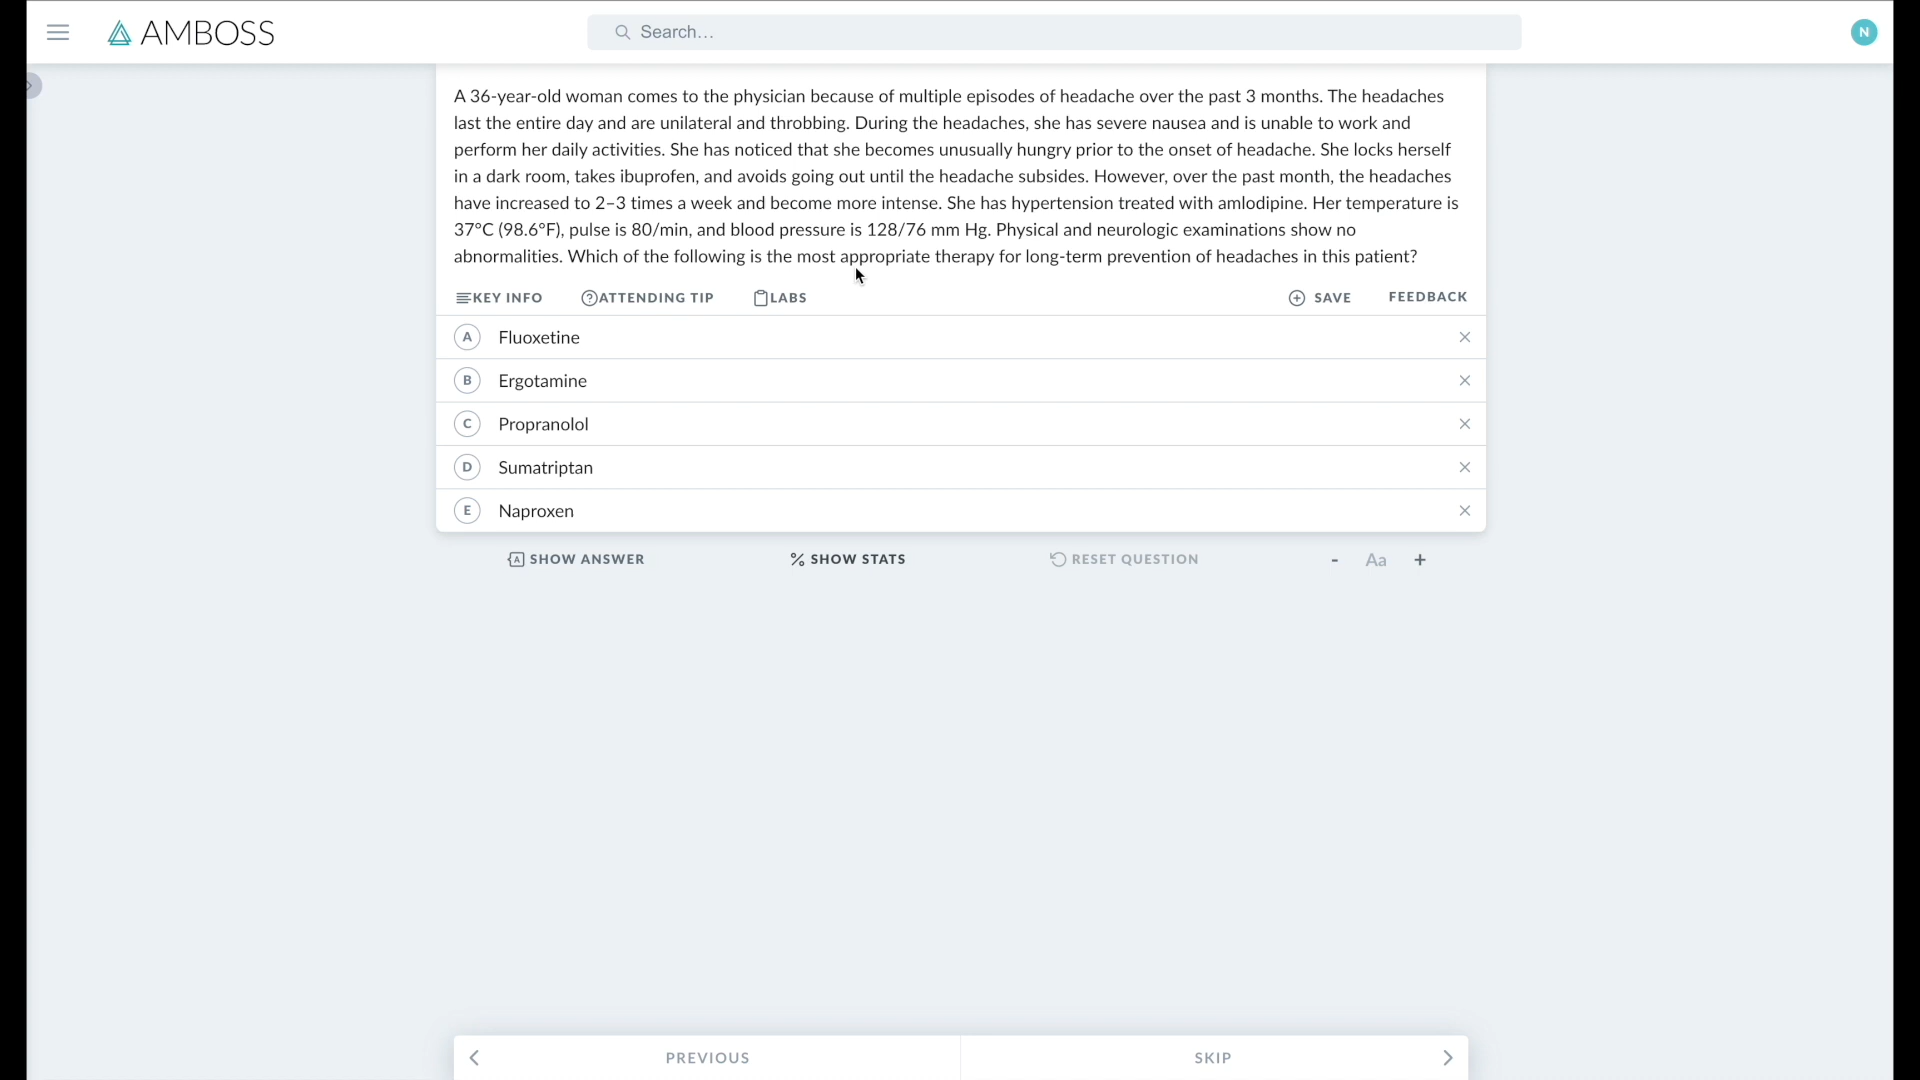 AMBOSS
Search...
N
A 36-year-old woman comes to the physician because of multiple episodes of headache over the past 3 months. The headaches
last the entire day and are unilateral and throbbing. During the headaches, she has severe nausea and is unable to work and
perform her daily activities. She has noticed that she becomes unusually hungry prior to the onset of headache. She locks herself
in a dark room, takes ibuprofen, and avoids going out until the headache subsides. However, over the past month, the headaches
have increased to 2–3 times a week and become more intense. She has hypertension treated with amlodipine. Her temperature is
37°C (98.6°F), pulse is 80/min, and blood pressure is 128/76 mm Hg. Physical and neurologic examinations show no
abnormalities. Which of the following is the most appropriate therapy for long-term prevention of headaches in this patient?
KEY INFO ATTENDING TIP LABS SAVE FEEDBACK
A Fluoxetine
B Ergotamine
C Propranolol
D Sumatriptan
E Naproxen
SHOW ANSWER % SHOW STATS RESET QUESTION - Aa +
PREVIOUS SKIP